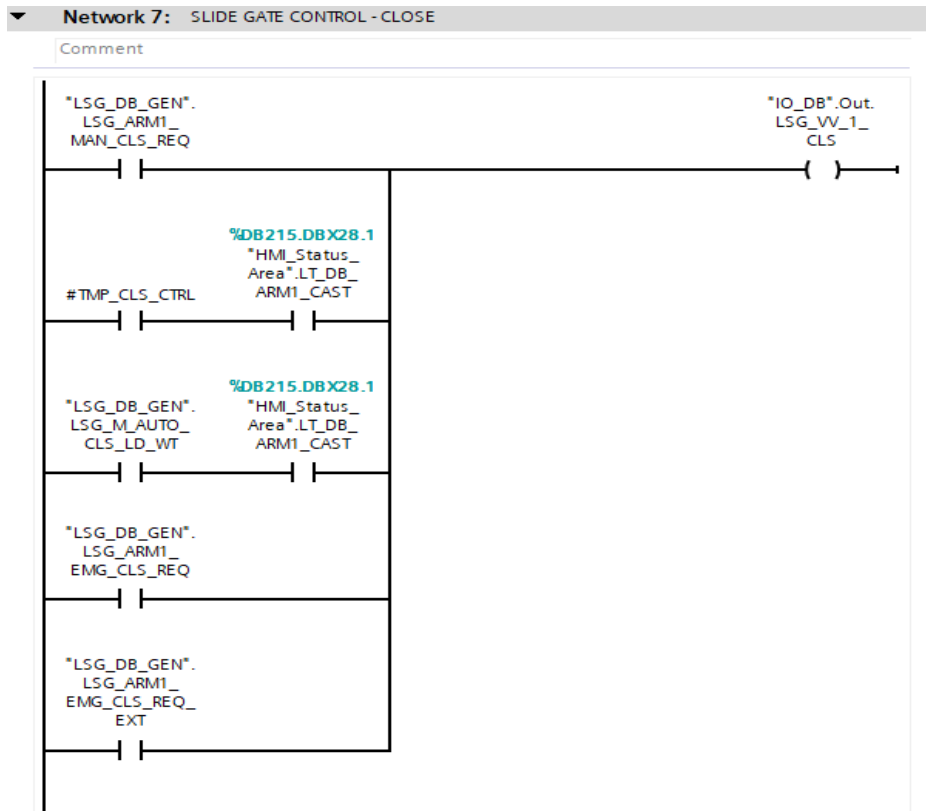 Network 7: SLIDE GATE CONTROL - CLOSE
Comment
"LSG_DB_GEN".
LSG_ARM1_
MAN_CLS_REQ
"IO_DB".Out.
LSG_VV_1_
CLS
#TMP_CLS_CTRL
%DB215.DBX28.1
"HMI_Status_
Area".LT_DB_
ARM1_CAST
"LSG_DB_GEN".
LSG_M_AUTO_
CLS_LD_WT
%DB215.DBX28.1
"HMI_Status_
Area".LT_DB_
ARM1_CAST
"LSG_DB_GEN".
LSG_ARM1_
EMG_CLS_REQ
"LSG_DB_GEN".
LSG_ARM1_
EMG_CLS_REQ_
EXT